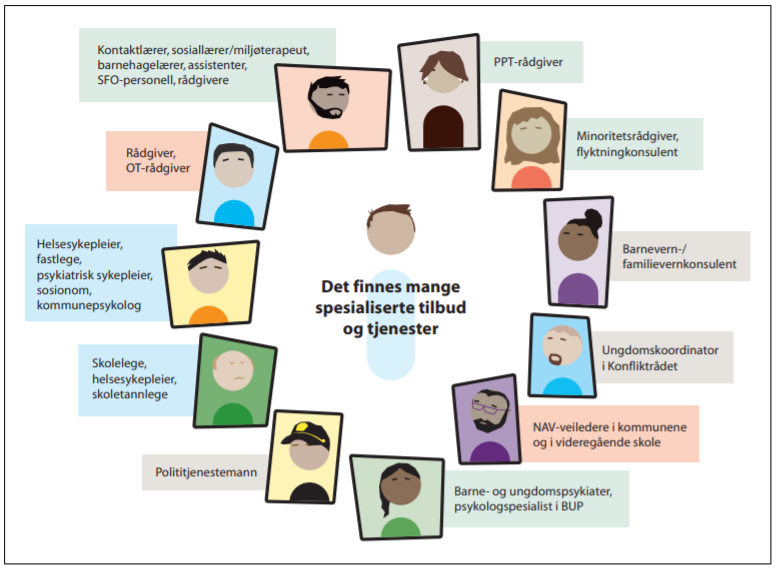 Kontaktlærer, sosiallærer/miljøterapeut,
barnehagelærer, assistenter,
SFO-personell, rådgivere
PPT-rådgiver
Minoritetsrådgiver,
flyktningkonsulent
Rådgiver,
OT-rådgiver
Helsesykepleier,
fastlege,
psykiatrisk sykepleier,
sosionom,
kommunepsykolog
Barnevern-/
familievernkonsulent
Det finnes mange
spesialiserte tilbud
og tjenester
Skolelege,
helsesykepleier,
skoletannlege
Ungdomskoordinator
i Konfliktrådet
NAV-veiledere i kommunene
og i videregående skole
Polititjenestemann
Barne- og ungdomspsykiater,
psykologspesialist i BUP